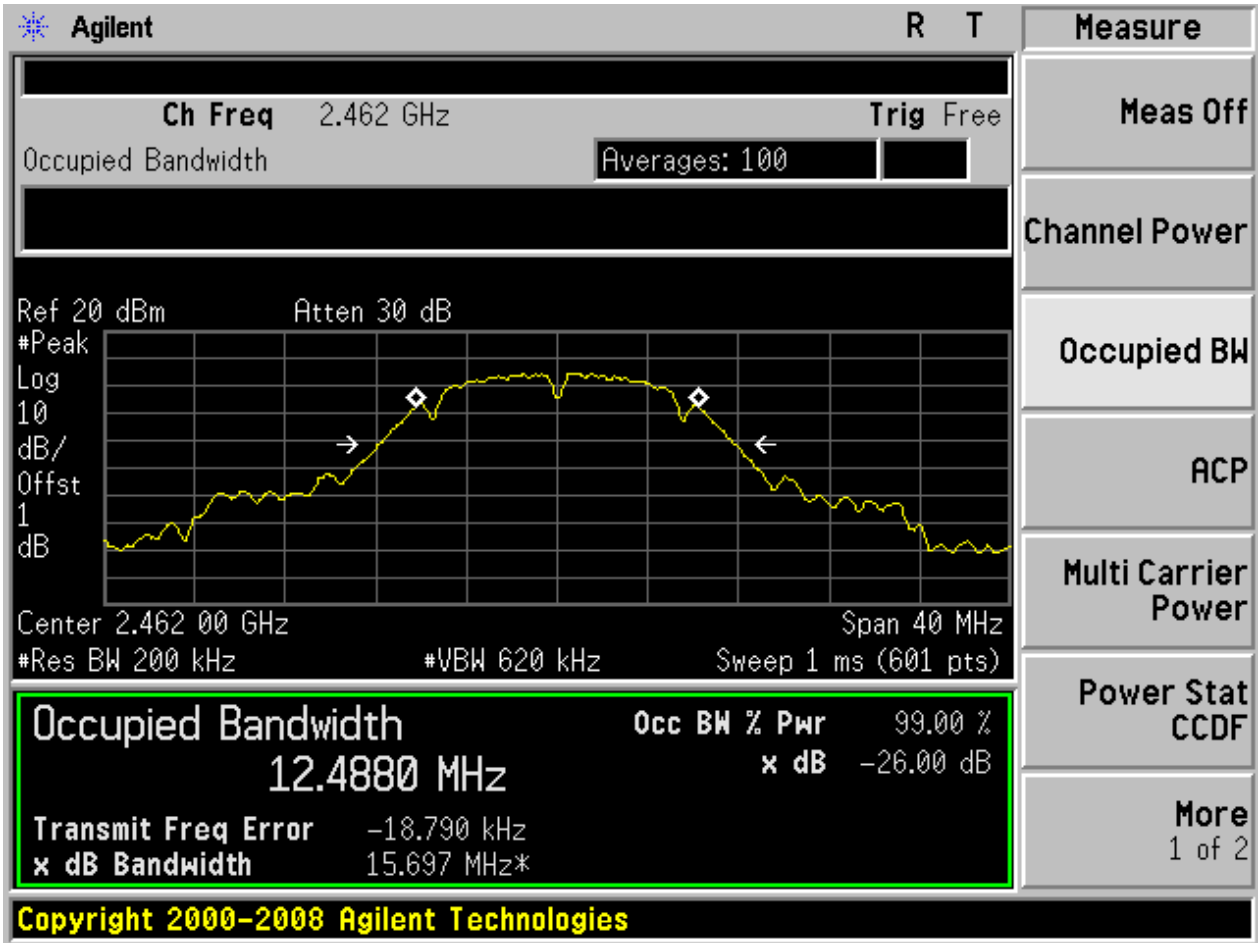 Agilent R T
Ch Freq 2.462 GHz Trig Free
Occupied Bandwidth Averages: 100
Ref 20 dBm Atten 30 dB
#Peak
Log
10
dB/
Offst
1
dB
Center 2.462 00 GHz Span 40 MHz
#Res BW 200 kHz #VBW 620 kHz Sweep 1 ms (601 pts)
Occupied Bandwidth
12.4880 MHz
Occ BW % Pwr 99.00 %
x dB -26.00 dB
Transmit Freq Error -18.790 kHz
x dB Bandwidth 15.697 MHz*
Copyright 2000-2008 Agilent Technologies
Measure
Meas Off
Channel Power
Occupied BW
ACP
Multi Carrier
Power
Power Stat
CCDF
More
1 of 2